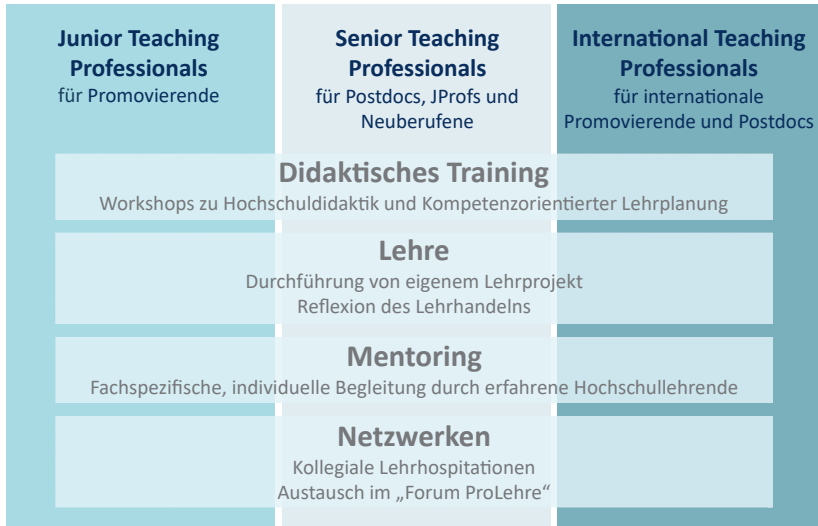 Junior Teaching
Professionals
für Promovierende
Senior Teaching
Professionals
für Postdocs, JProfs und
Neuberufene
International Teaching
Professionals
für internationale
Promovierende und Postdocs
Didaktisches Training
Workshops zu Hochschuldidaktik und Kompetenzorientierter Lehrplanung
Lehre
Durchführung von eigenem Lehrprojekt
Reflexion des Lehrhandelns
Mentoring
Fachspezifische, individuelle Begleitung durch erfahrene Hochschullehrende
Netzwerken
Kollegiale Lehrhospitationen
Austausch im „Forum ProLehre“